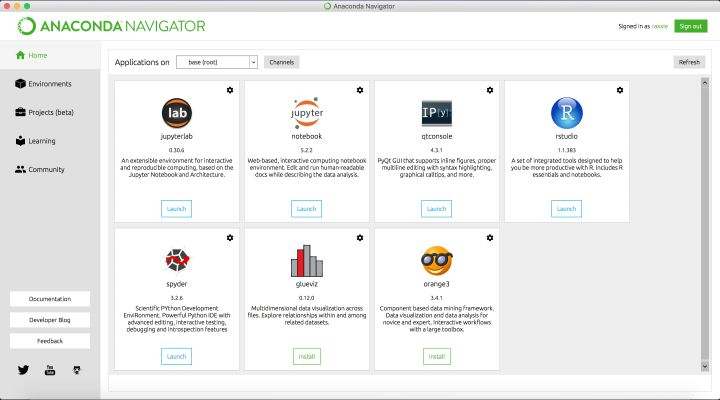 Anaconda Navigator
ANACONDA NAVIGATOR
Signed in as rassie
Sign out
Home
Environments
Projects (beta)
Learning
Community
Documentation
Developer Blog
Feedback
Applications on
base (root)
Channels
Refresh
lab
jupyterlab
0.30.6
An extensible environment for interactive
and reproducible computing, based on the
Jupyter Notebook and Architecture.
Launch
jupyter
notebook
5.2.2
Web-based, interactive computing notebook
environment. Edit and run human-readable
docs while describing the data analysis.
Launch
IP[y]:
qtconsole
4.3.1
PyQt GUI that supports inline figures, proper
multiline editing with syntax highlighting,
graphical calltips, and more.
Launch
R
rstudio
1.1.383
A set of integrated tools designed to help
you be more productive with R. Includes R
essentials and notebooks.
Launch
spyder
3.2.6
Scientific PYthon Development
EnviRonment. Powerful Python IDE with
advanced editing, interactive testing,
debugging and introspection features
Launch
glueviz
0.12.0
Multidimensional data visualization across
files. Explore relationships within and among
related datasets.
Install
orange3
3.4.1
Component based data mining framework.
Data visualization and data analysis for
novice and expert. Interactive workflows
with a large toolbox.
Install
You
Tube